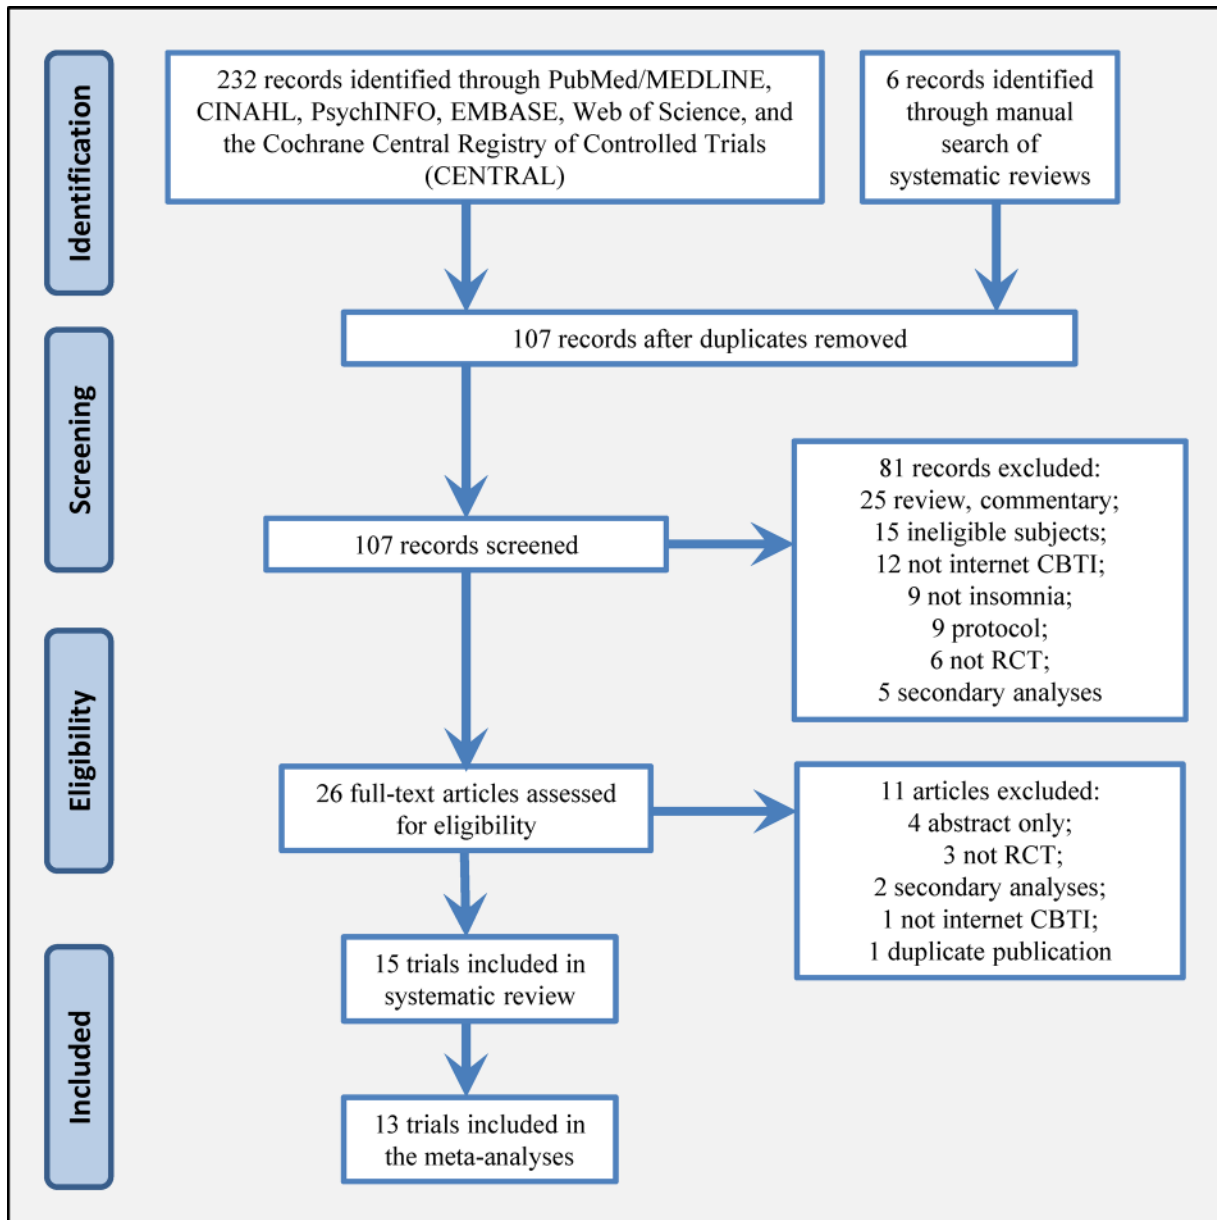 Identification
232 records identified through PubMed/MEDLINE,
CINAHL, PsychINFO, EMBASE, Web of Science, and
the Cochrane Central Registry of Controlled Trials
(CENTRAL)
6 records identified
through manual
search of
systematic reviews
107 records after duplicates removed
Screening
107 records screened
81 records excluded:
25 review, commentary;
15 ineligible subjects;
12 not internet CBTI;
9 not insomnia;
9 protocol;
6 not RCT;
5 secondary analyses
Eligibility
26 full-text articles assessed
for eligibility
11 articles excluded:
4 abstract only;
3 not RCT;
2 secondary analyses;
1 not internet CBTI;
1 duplicate publication
Included
15 trials included in
systematic review
13 trials included in
the meta-analyses